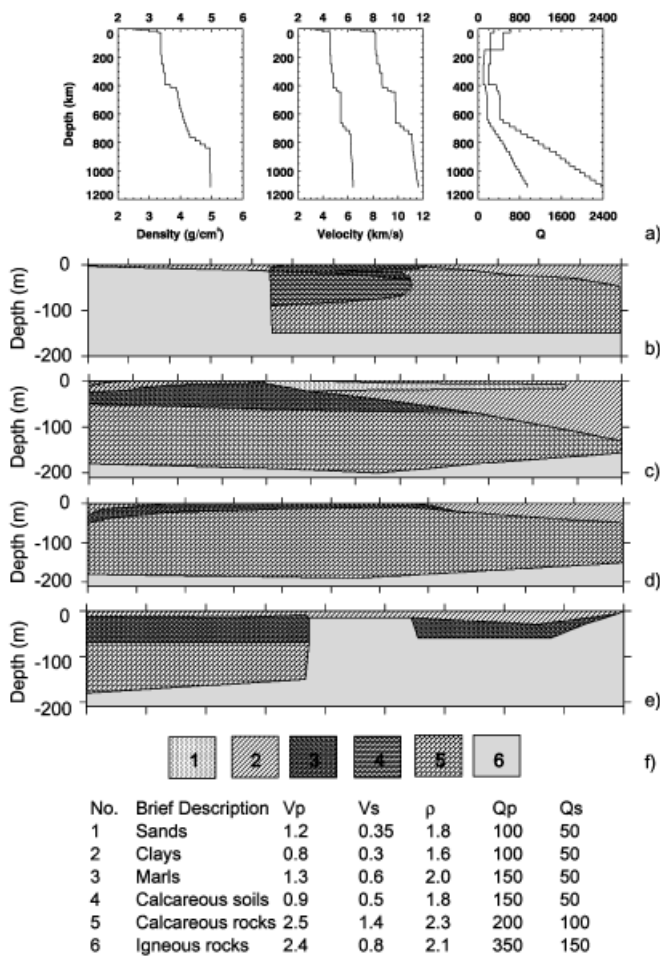 2 3 4 5 6 2 4 6 8 10 12 0 800 1600 2400
0 0 0
200 200 200
400 400 400
600 600 600
800 800 800
1000 1000 1000
1200 1200 1200
Depth (km)
2 3 4 5 6 2 4 6 8 10 12 0 800 1600 2400
Density (g/cm³) Velocity (km/s) Q
a)
0
-100
-200
Depth (m)
b)
0
-100
-200
Depth (m)
c)
0
-100
-200
Depth (m)
d)
0
-100
-200
Depth (m)
e)
1 2 3 4 5 6 f)
No. Brief Description Vp Vs ρ Qp Qs
1 Sands 1.2 0.35 1.8 100 50
2 Clays 0.8 0.3 1.6 100 50
3 Marls 1.3 0.6 2.0 150 50
4 Calcareous soils 0.9 0.5 1.8 150 50
5 Calcareous rocks 2.5 1.4 2.3 200 100
6 Igneous rocks 2.4 0.8 2.1 350 150